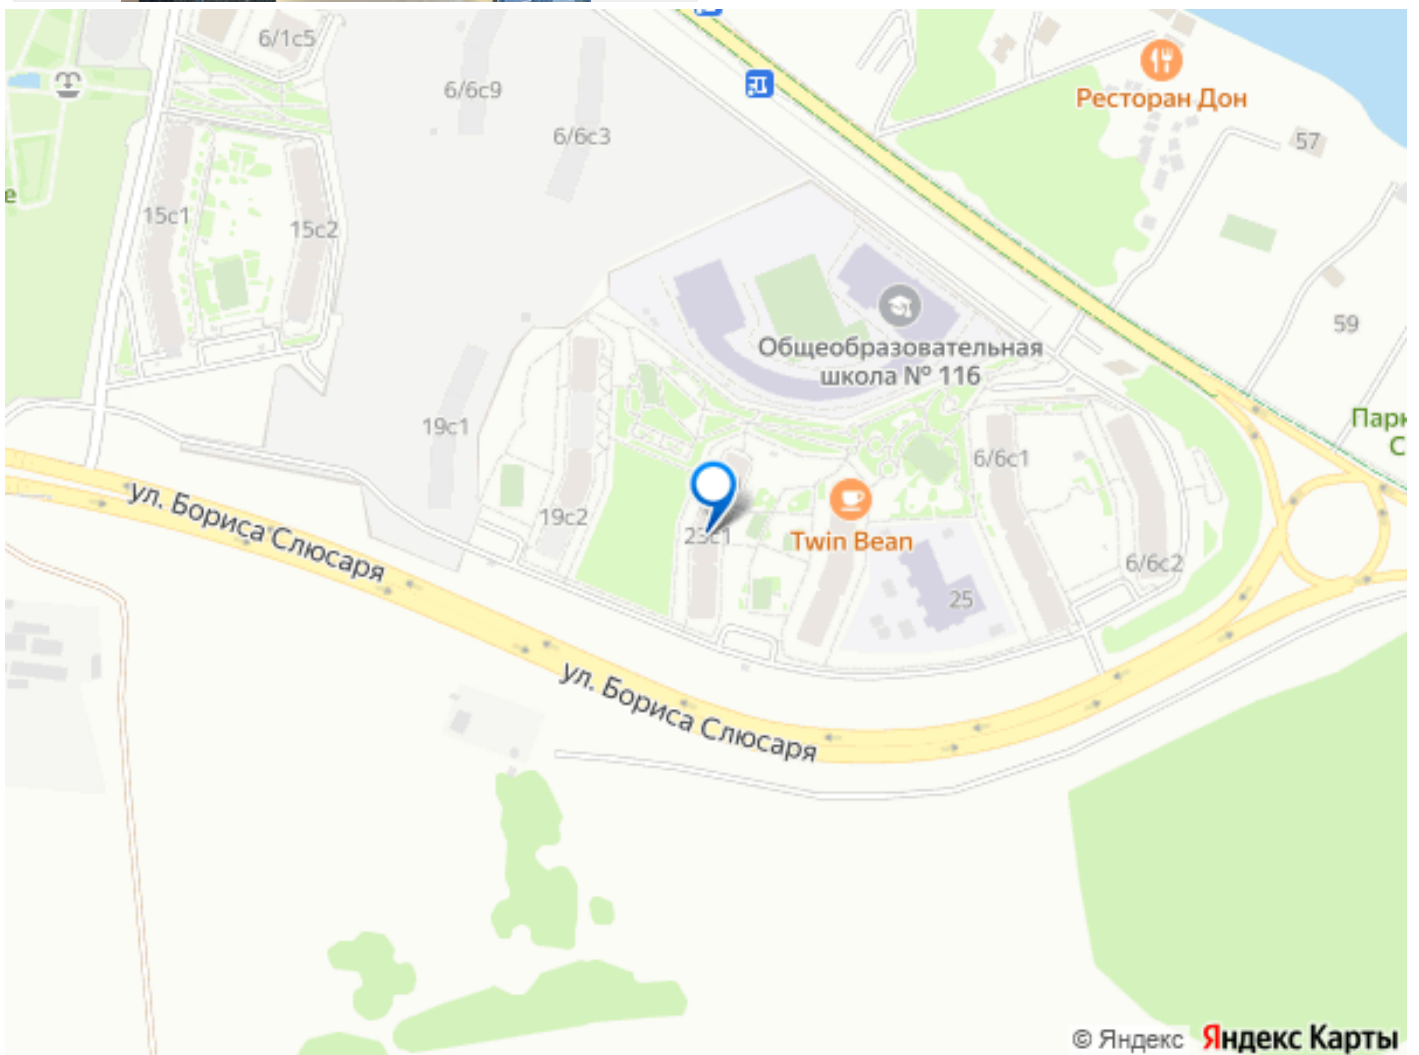 6/1с5
6/6с9
Ресторан Дон
6/6с3
57
е
15с1
15с2
59
Общеобразовательная
школа № 116
Парк
С
19с1
6/6с1
ул. Бориса Слюсаря
19с2
23с1
Twin Bean
6/6с2
25
ул. Бориса Слюсаря
© Яндекс Яндекс Карты